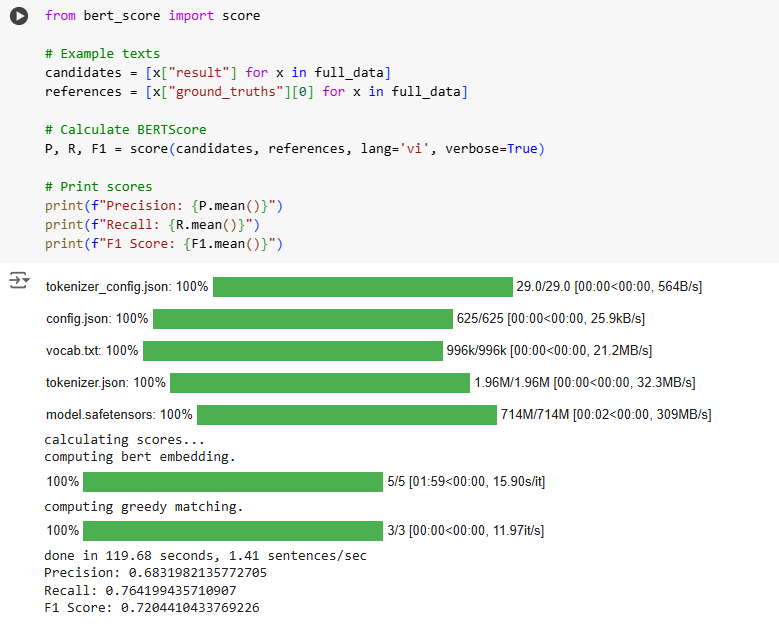 from bert_score import score

# Example texts
candidates = [x["result"] for x in full_data]
references = [x["ground_truths"][0] for x in full_data]

# Calculate BERTScore
P, R, F1 = score(candidates, references, lang='vi', verbose=True)

# Print scores
print(f"Precision: {P.mean()}")
print(f"Recall: {R.mean()}")
print(f"F1 Score: {F1.mean()}")

tokenizer_config.json: 100% 29.0/29.0 [00:00<00:00, 564B/s]
config.json: 100% 625/625 [00:00<00:00, 25.9kB/s]
vocab.txt: 100% 996k/996k [00:00<00:00, 21.2MB/s]
tokenizer.json: 100% 1.96M/1.96M [00:00<00:00, 32.3MB/s]
model.safetensors: 100% 714M/714M [00:02<00:00, 309MB/s]
calculating scores...
computing bert embedding.
100% 5/5 [01:59<00:00, 15.90s/it]
computing greedy matching.
100% 3/3 [00:00<00:00, 11.97it/s]
done in 119.68 seconds, 1.41 sentences/sec
Precision: 0.6831982135772705
Recall: 0.764199435710907
F1 Score: 0.7204410433769226